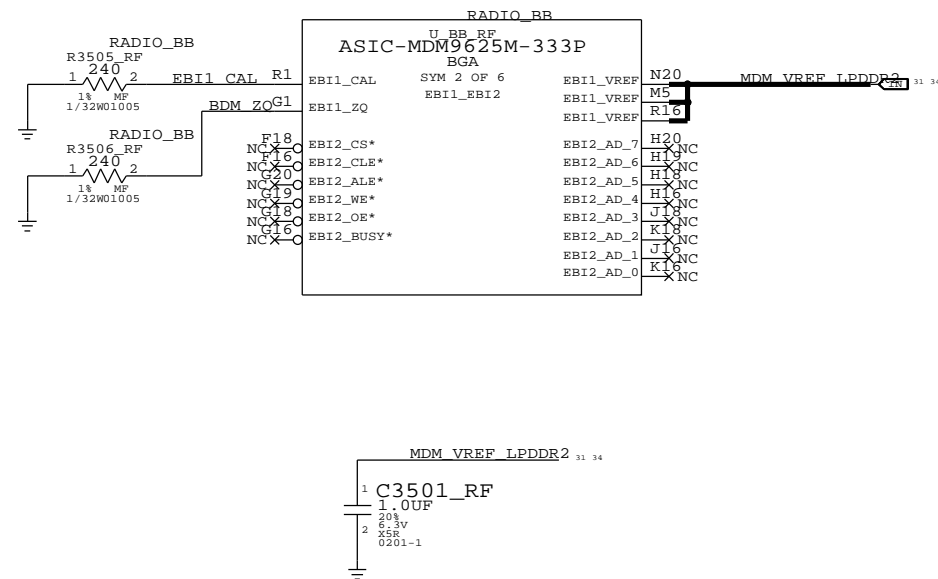 RADIO_BB
U_BB_RF
ASIC-MDM9625M-333P
BGA
SYM 2 OF 6
EBI1_EBI2
RADIO_BB
R3505_RF
240
1 2
1% MF
1/32W01005
EBI1_CAL R1 EBI1_CAL
BDM_ZQ G1 EBI1_ZQ
RADIO_BB
R3506_RF
240
1 2
1% MF
1/32W01005
NC F18 EBI2_CS*
NC F16 EBI2_CLE*
NC G20 EBI2_ALE*
NC G19 EBI2_WE*
NC G18 EBI2_OE*
NC G16 EBI2_BUSY*
EBI1_VREF N20 MDM_VREF_LPDDR2 IN 31 34
EBI1_VREF M5
EBI1_VREF R16
EBI2_AD_7 H20 NC
EBI2_AD_6 H19 NC
EBI2_AD_5 H18 NC
EBI2_AD_4 H16 NC
EBI2_AD_3 J18 NC
EBI2_AD_2 K18 NC
EBI2_AD_1 J16 NC
EBI2_AD_0 K16 NC
MDM_VREF_LPDDR2 31 34
1
C3501_RF
1.0UF
20%
6.3V
2
X5R
0201-1